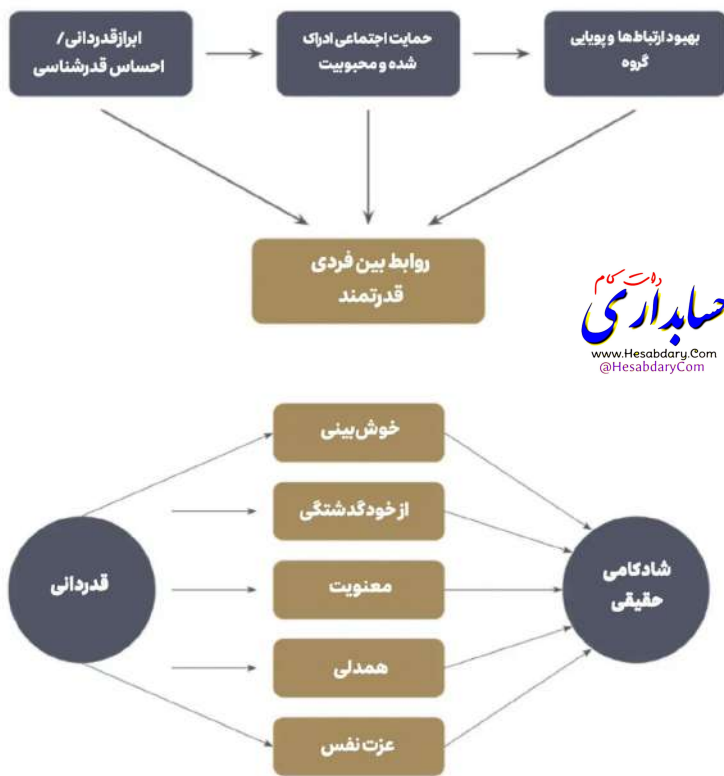 ابراز قدردانی/
احساس قدرشناسی
حمایت اجتماعی ادراک
شده و محبوبیت
بهبود ارتباط‌ها و پویایی
گروه
روابط بین فردی
قدرتمند
دات کام
حسابداری
www.Hesabdary.Com
@HesabdaryCom
خوش‌بینی
از خودگذشتگی
قدردانی
معنویت
شادکامی
حقیقی
همدلی
عزت نفس